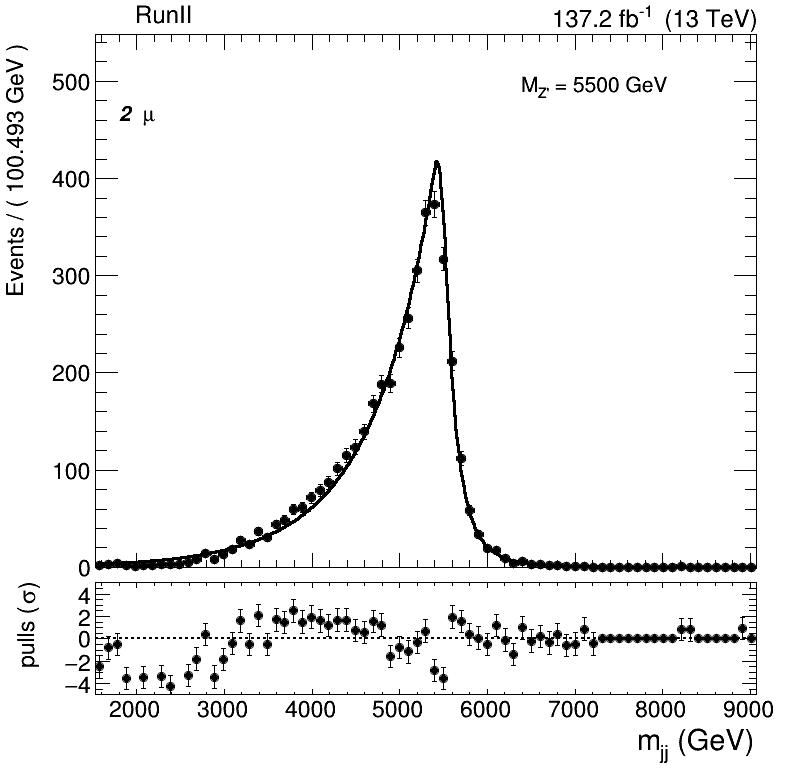 RunII 137.2 fb⁻¹ (13 TeV)
Events / ( 100.493 GeV )
500
400
300
200
100
0
2 μ
M_Z' = 5500 GeV
pulls (σ)
4
2
0
−2
−4
2000 3000 4000 5000 6000 7000 8000 9000
m_jj (GeV)